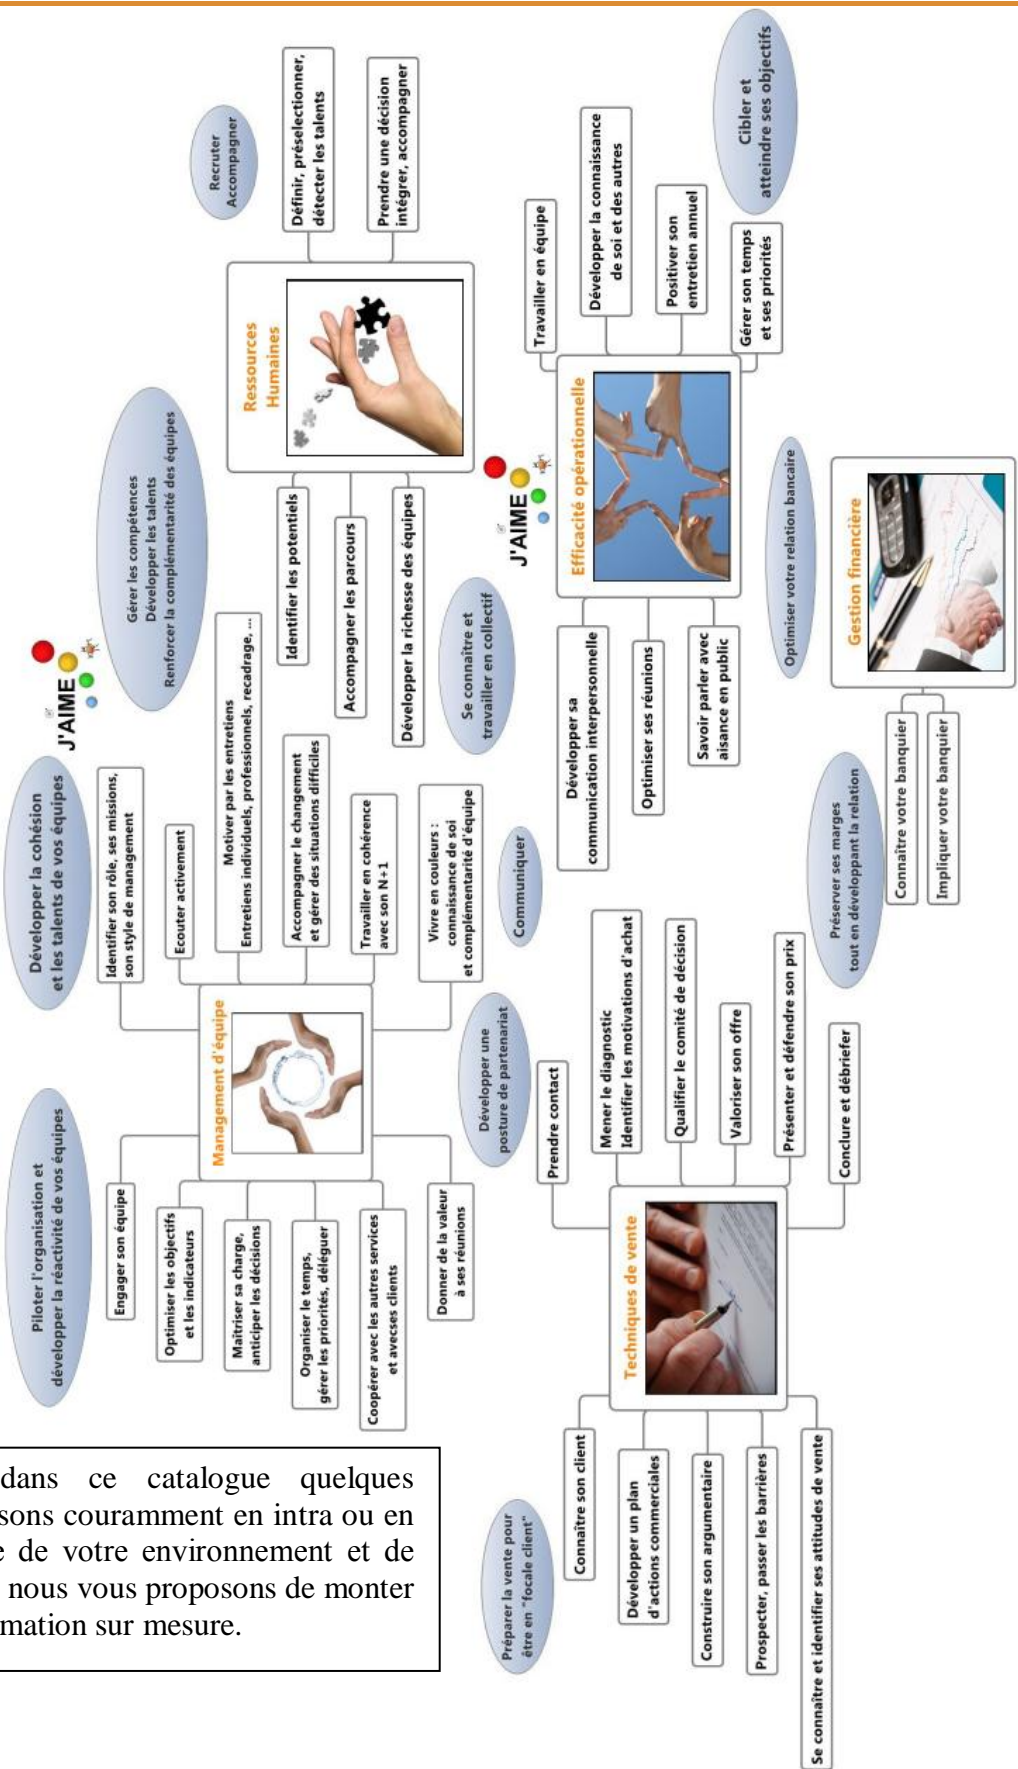 Piloter l'organisation et
développer la réactivité de vos équipes
Développer la cohésion
et les talents de vos équipes
J'AIME
Gérer les compétences
Développer les talents
Renforcer la complémentarité des équipes
Recruter
Accompagner
Management d'équipe
Engager son équipe
Optimiser les objectifs
et les indicateurs
Maîtriser sa charge,
anticiper les décisions
Organiser le temps,
gérer les priorités, déléguer
Coopérer avec les autres services
et avecses clients
Donner de la valeur
à ses réunions
Identifier son rôle, ses missions,
son style de management
Ecouter activement
Motiver par les entretiens
Entretiens individuels, professionnels, recadrage, ...
Accompagner le changement
et gérer des situations difficiles
Travailler en cohérence
avec son N+1
Vivre en couleurs :
connaissance de soi
et complémentarité d'équipe
Ressources
Humaines
Identifier les potentiels
Accompagner les parcours
Développer la richesse des équipes
Définir, préselectionner,
détecter les talents
Prendre une décision
intégrer, accompagner
Préparer la vente pour
être en "focale client"
Développer une
posture de partenariat
Communiquer
Se connaître et
travailler en collectif
J'AIME
Cibler et
atteindre ses objectifs
Techniques de vente
Connaître son client
Développer un plan
d'actions commerciales
Construire son argumentaire
Prospecter, passer les barrières
Se connaître et identifier ses attitudes de vente
Prendre contact
Mener le diagnostic
Identifier les motivations d'achat
Qualifier le comité de décision
Valoriser son offre
Présenter et défendre son prix
Conclure et débriefer
Efficacité opérationnelle
Développer sa
communication interpersonnelle
Optimiser ses réunions
Savoir parler avec
aisance en public
Travailler en équipe
Développer la connaissance
de soi et des autres
Positiver son
entretien annuel
Gérer son temps
et ses priorités
Préserver ses marges
tout en développant la relation
Optimiser votre relation bancaire
Gestion financière
Connaître votre banquier
Impliquer votre banquier
dans ce catalogue quelques
sons couramment en intra ou en
e de votre environnement et de
nous vous proposons de monter
rmation sur mesure.